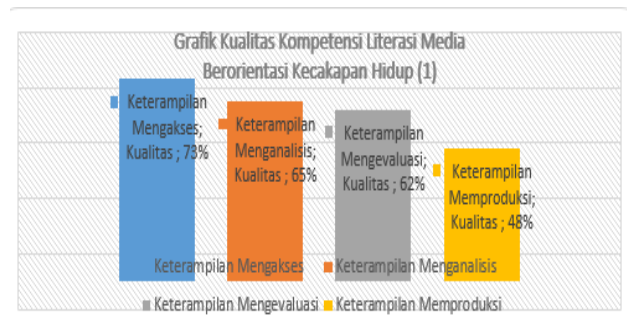 Grafik Kualitas Kompetensi Literasi Media
Berorientasi Kecakapan Hidup (1)
Keterampilan
Mengakses;
Kualitas ; 73%
Keterampilan
Menganalisis;
Kualitas ; 65%
Keterampilan
Mengevaluasi;
Kualitas ; 62%
Keterampilan
Memproduksi;
Kualitas ; 48%
Keterampilan Mengakses
Keterampilan Menganalisis
Keterampilan Mengevaluasi
Keterampilan Memproduksi